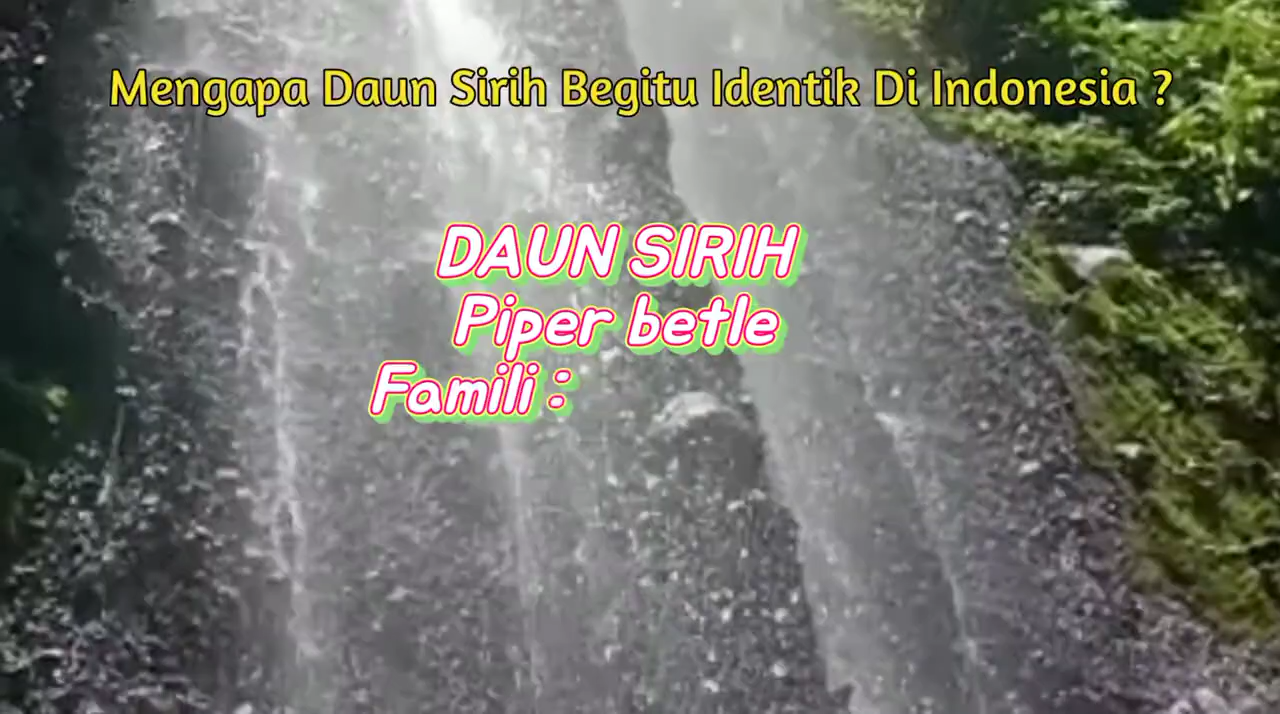 Mengapa Daun Sirih Begitu Identik Di Indonesia ?
DAUN SIRIH
Piper betle
Famili :